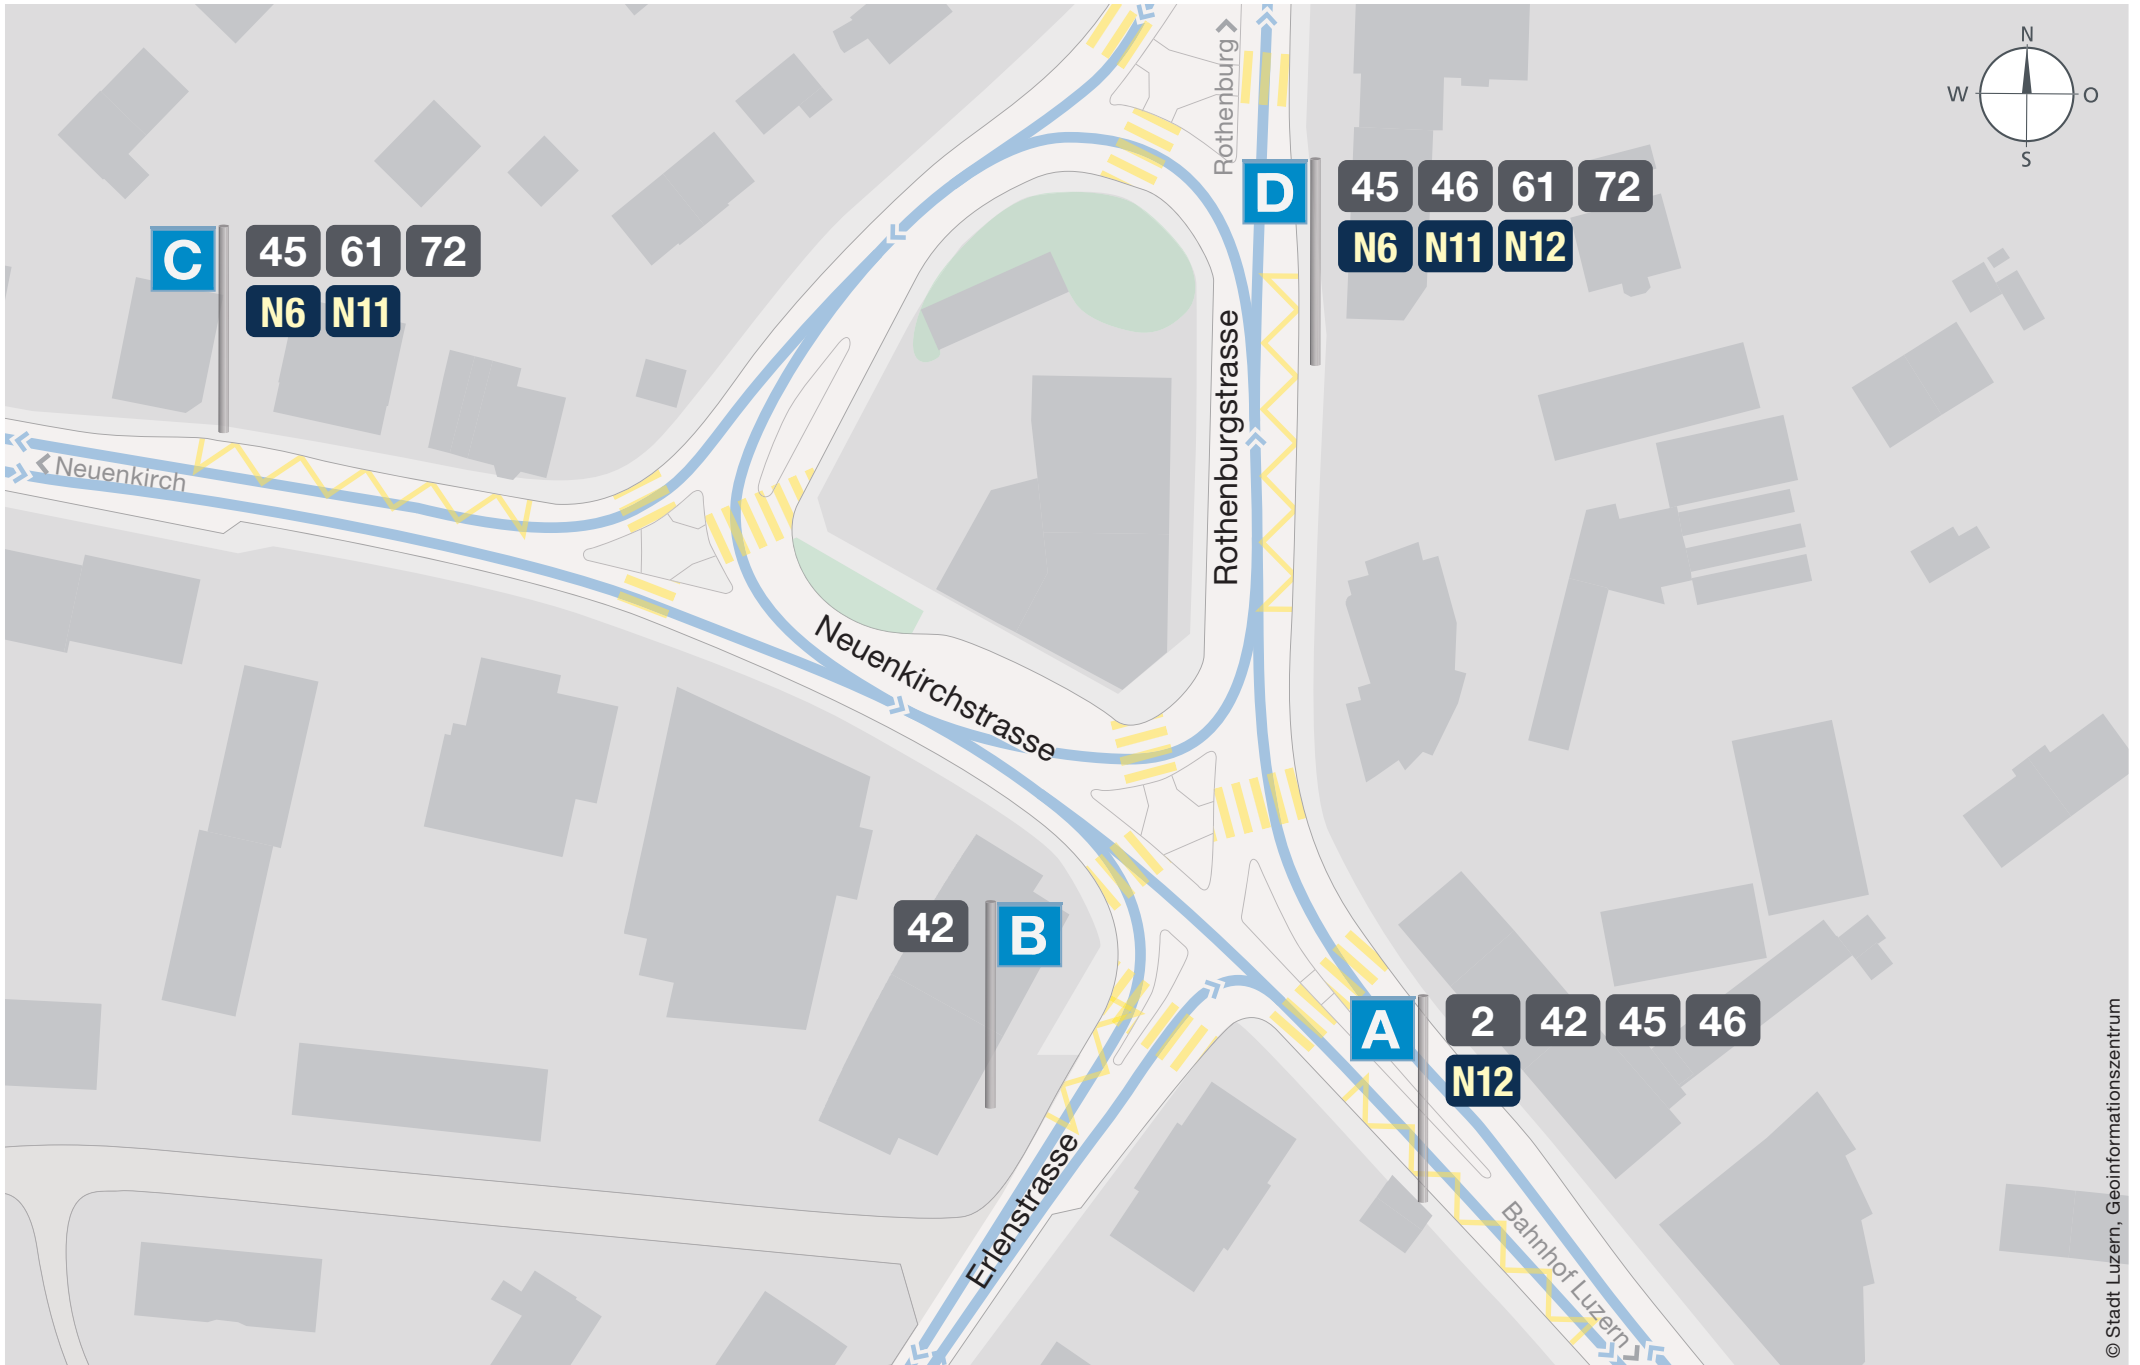 N
W O
S
Rothenburg
D
45 46 61 72
N6 N11 N12
C
45 61 72
N6 N11
Neuenkirch
Rothenburgstrasse
Neuenkirchstrasse
42
B
A
2 42 45 46
N12
Erlenstrasse
Bahnhof Luzern
© Stadt Luzern, Geoinformationszentrum